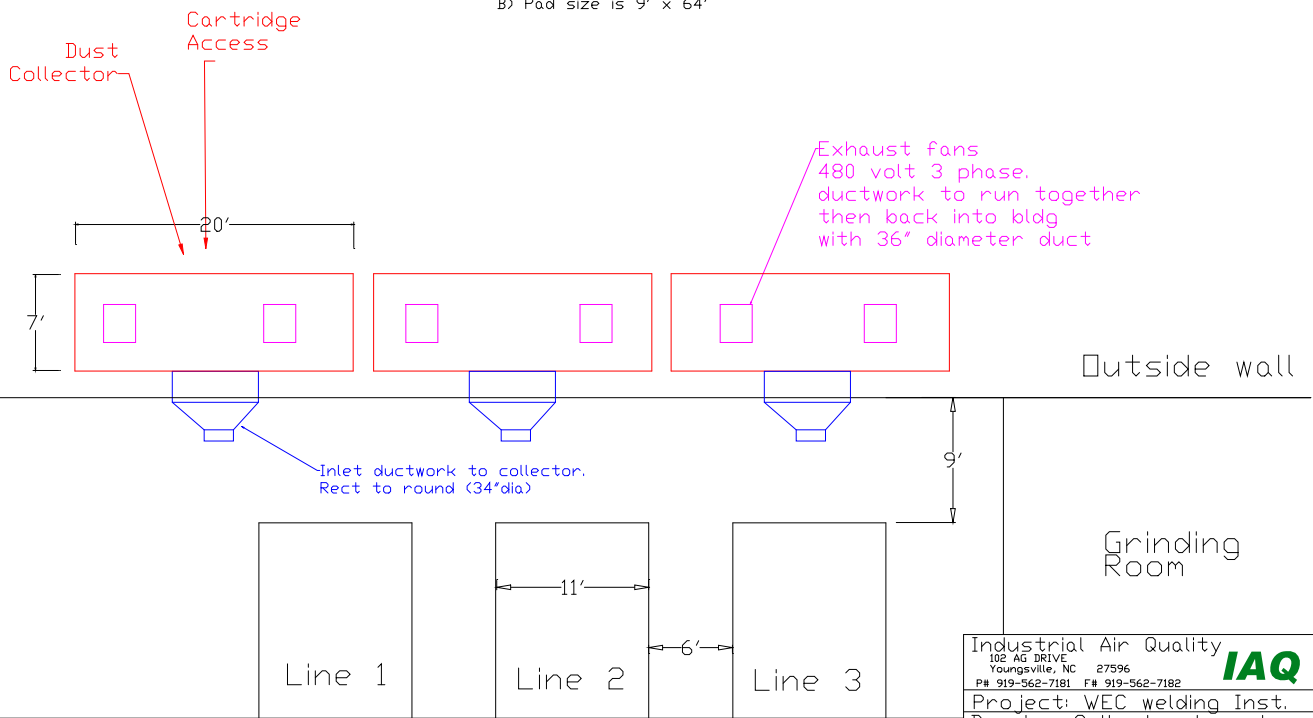 B) Pad size is 9' x 64'
Cartridge
Access
Dust
Collector
Exhaust fans
480 volt 3 phase.
ductwork to run together
then back into bldg
with 36" diameter duct
20'
7'
Outside wall
Inlet ductwork to collector.
Rect to round (34"dia)
9'
Grinding
Room
11'
6'
Line 1
Line 2
Line 3
Industrial Air Quality
102 AG DRIVE
Youngsville, NC 27596
P# 919-562-7181 F# 919-562-7182
IAQ
Project: WEC welding Inst.